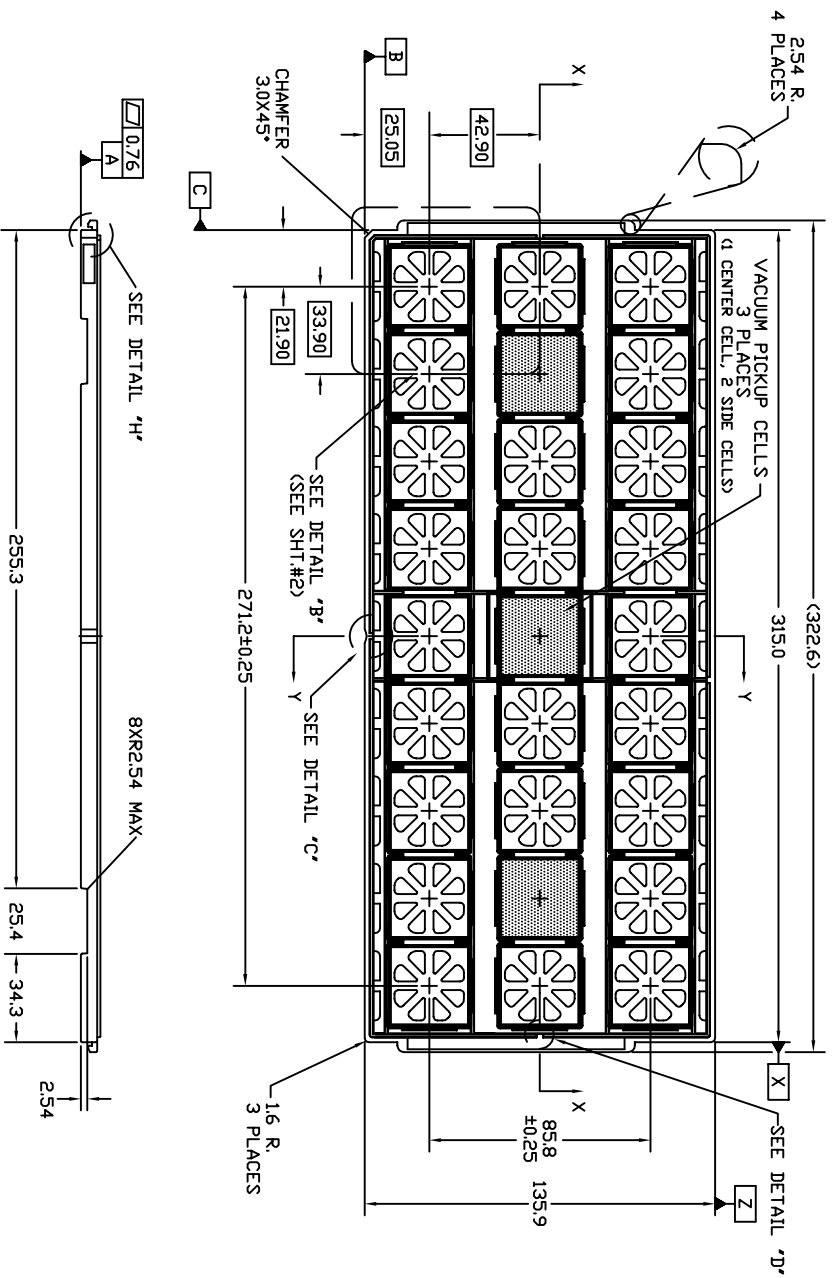 2.54 R.
4 PLACES
VACUUM PICKUP CELLS
3 PLACES
(1 CENTER CELL, 2 SIDE CELLS)
(322.6)
315.0
X
Y
X
Z
SEE DETAIL "D"
B
CHAMFER
3.0X45°
25.05
42.90
C
33.90
21.90
SEE DETAIL "B"
(SEE SHT.#2)
271.2±0.25
Y
SEE DETAIL "C"
X
85.8
±0.25
135.9
1.6 R.
3 PLACES
0.76
A
SEE DETAIL "H"
255.3
8XR2.54 MAX
25.4
34.3
2.54